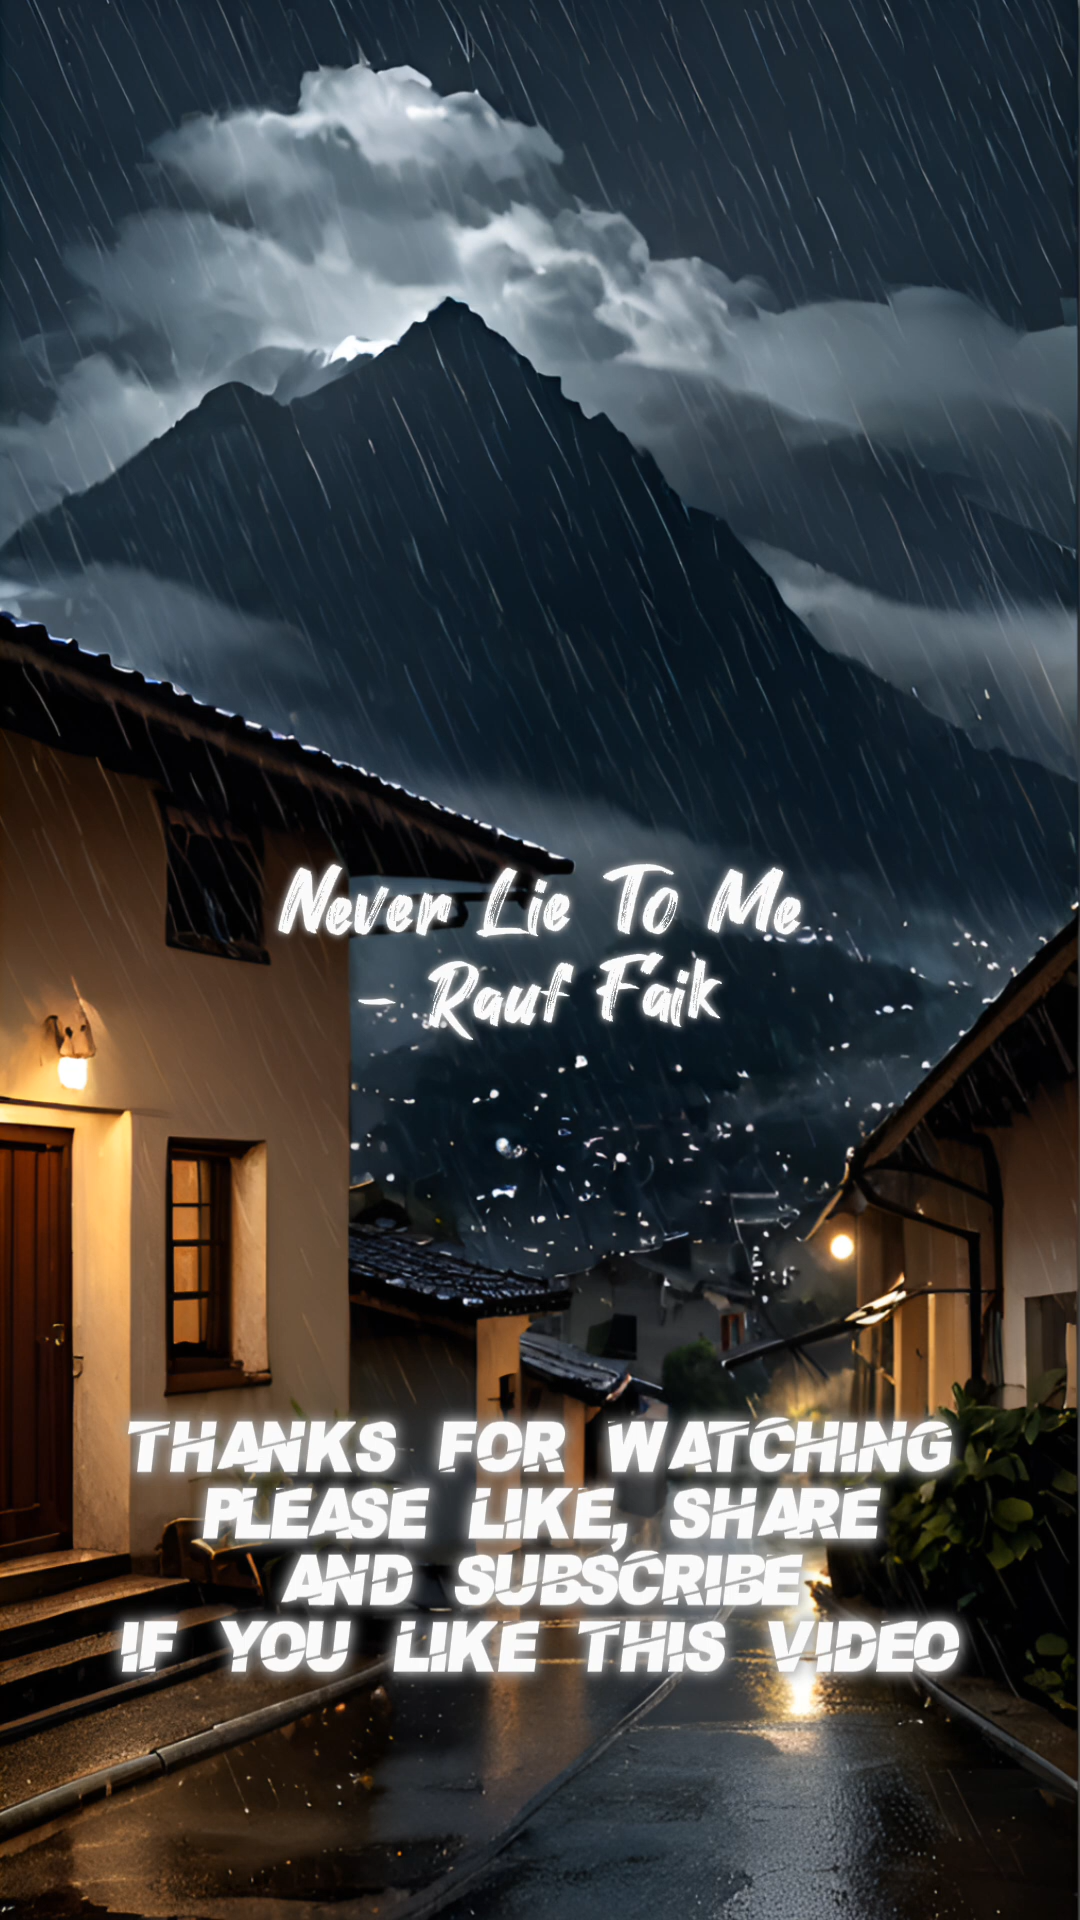 Never Lie To Me
- Rauf Faik
THANKS FOR WATCHING
PLEASE LIKE, SHARE
AND SUBSCRIBE
IF YOU LIKE THIS VIDEO